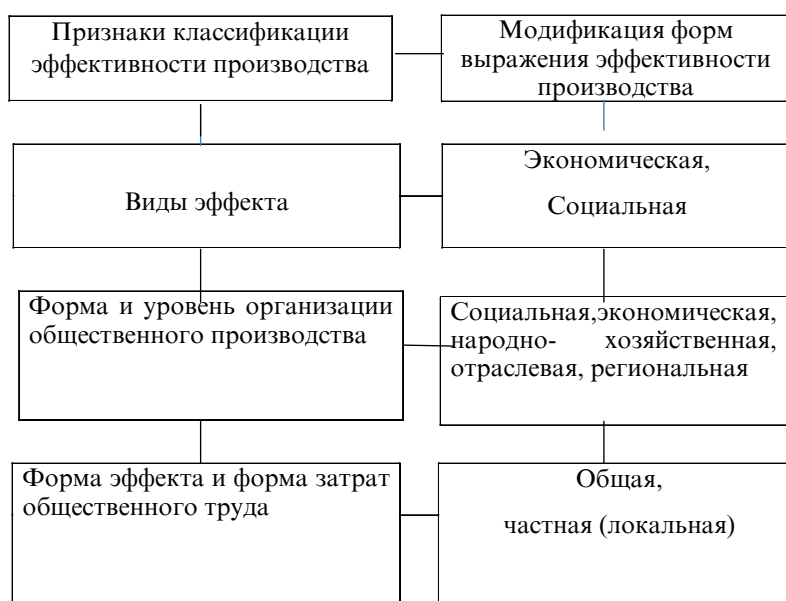 Признаки классификации
эффективности производства
Модификация форм
выражения эффективности
производства
Виды эффекта
Экономическая,
Социальная
Форма и уровень организации
общественного производства
Социальная,экономическая,
народно- хозяйственная,
отраслевая, региональная
Форма эффекта и форма затрат
общественного труда
Общая,
частная (локальная)